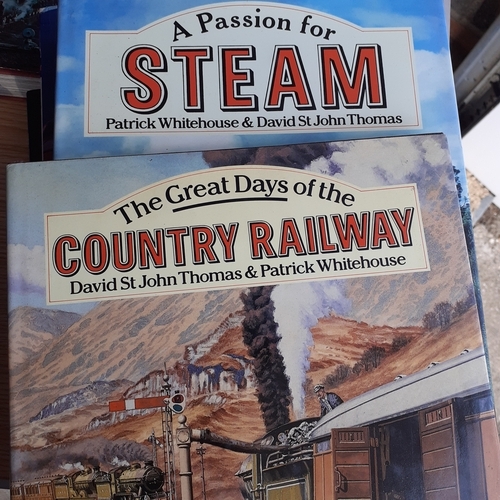 A Passion for
STEAM
Patrick Whitehouse & David St John Thomas
The Great Days of the
COUNTRY RAILWAY
David St John Thomas & Patrick Whitehouse